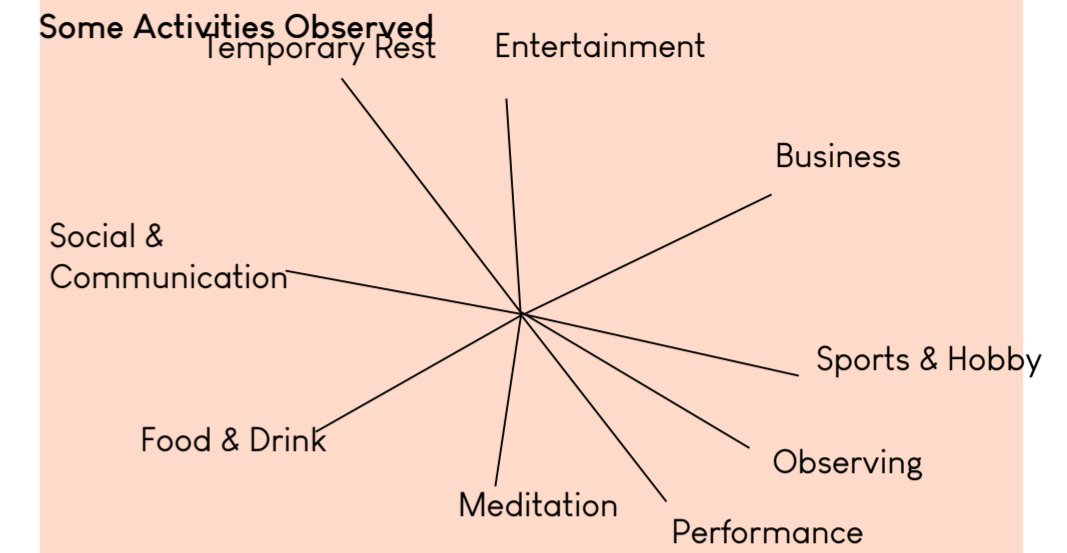 Some Activities Observed
Temporary Rest
Entertainment
Business
Social &
Communication
Sports & Hobby
Food & Drink
Observing
Meditation
Performance